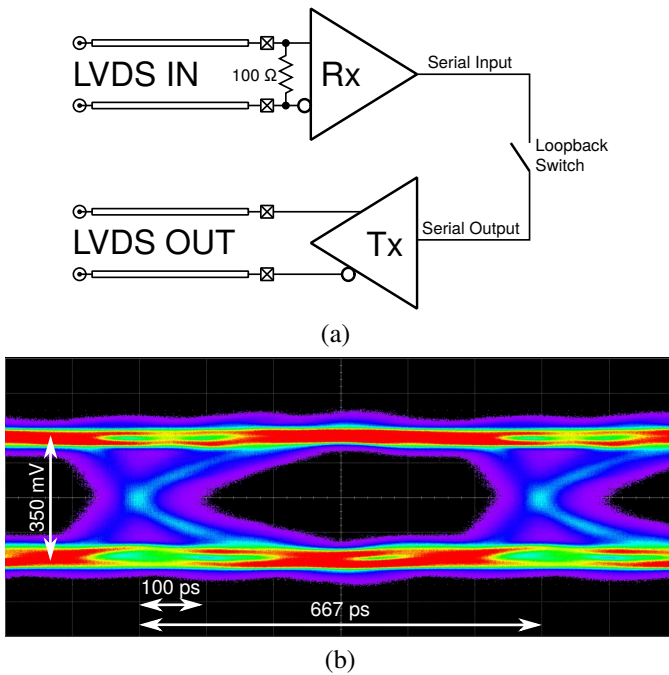 LVDS IN
100 Ω
Rx
Serial Input
Loopback
Switch
LVDS OUT
Tx
Serial Output
(a)
350 mV
100 ps
667 ps
(b)